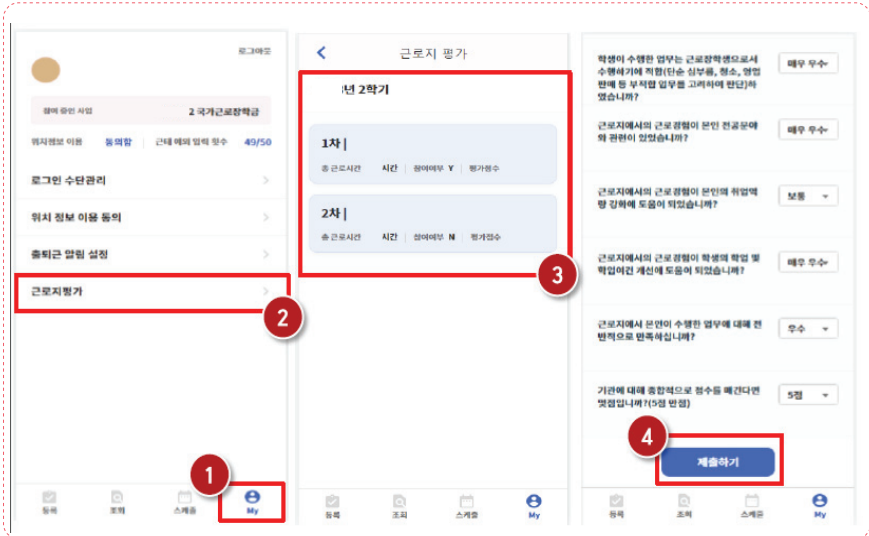 로그아웃
참여 중인 사업 2 국가근로장학금
위치정보 이용 동의함 근태 예외 입력 횟수 49/50
로그인 수단관리
위치 정보 이용 동의
출퇴근 알림 설정
근로지평가
2
1
등록 조회 스케줄 My
근로지 평가
년 2학기
1차 |
총 근로시간 시간 참여여부 Y 평가점수
2차 |
총 근로시간 시간 참여여부 N 평가점수
3
등록 조회 스케줄 My
학생이 수행한 업무는 근로장학생으로서
수행하기에 적합(단순 심부름, 청소, 영업
판매 등 부적합 업무를 고려하여 판단)하
였습니까?
매우 우수
근로지에서의 근로경험이 본인 전공분야
와 관련이 있었습니까?
매우 우수
근로지에서의 근로경험이 본인의 취업역
량 강화에 도움이 되었습니까?
보통
근로지에서의 근로경험이 학생의 학업 및
학업여건 개선에 도움이 되었습니까?
매우 우수
근로지에서 본인이 수행한 업무에 대해 전
반적으로 만족하십니까?
우수
기관에 대해 종합적으로 점수를 매긴다면
몇점입니까?(5점 만점)
5점
4
제출하기
등록 조회 스케줄 My